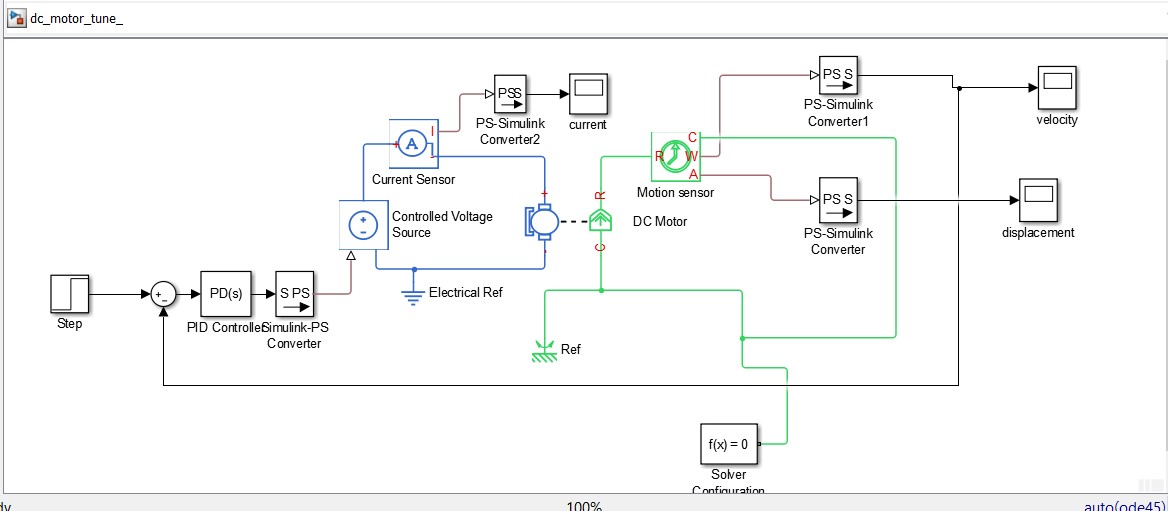 dc_motor_tune_
PS S
PS-Simulink
Converter1
velocity
PSS
PS-Simulink
Converter2
current
A
I
+
-
Current Sensor
R
C
W
A
Motion sensor
PS S
PS-Simulink
Converter
displacement
Controlled Voltage
Source
+
-
R
C
DC Motor
Step
PD(s)
PID Controller
S PS
Simulink-PS
Converter
Electrical Ref
Ref
f(x) = 0
Solver
Configuration
100%
auto(ode45)